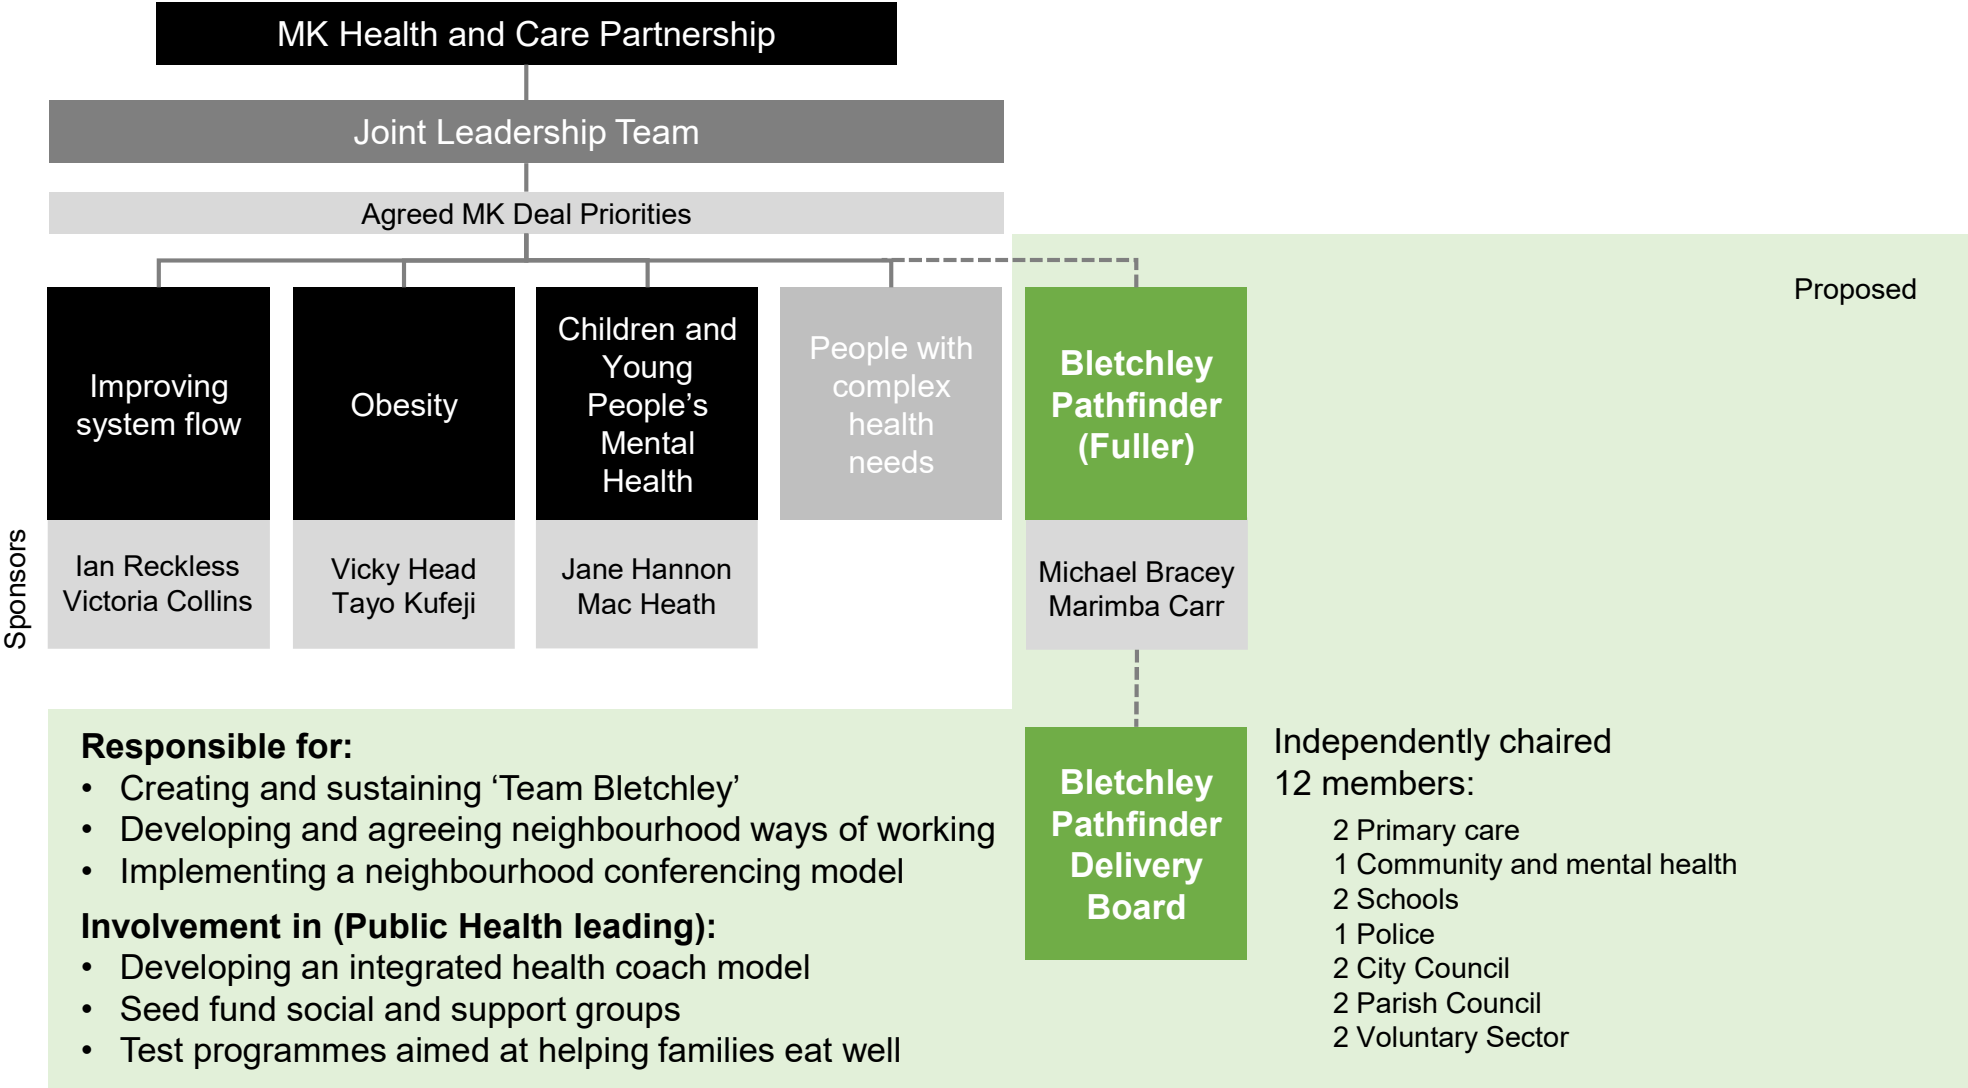 MK Health and Care Partnership
Joint Leadership Team
Agreed MK Deal Priorities
Proposed
Improving
system flow
Obesity
Children and
Young
People’s
Mental
Health
People with
complex
health
needs
Bletchley
Pathfinder
(Fuller)
Sponsors
Ian Reckless
Victoria Collins
Vicky Head
Tayo Kufeji
Jane Hannon
Mac Heath
Michael Bracey
Marimba Carr
Responsible for:
• Creating and sustaining ‘Team Bletchley’
• Developing and agreeing neighbourhood ways of working
• Implementing a neighbourhood conferencing model
Involvement in (Public Health leading):
• Developing an integrated health coach model
• Seed fund social and support groups
• Test programmes aimed at helping families eat well
Bletchley
Pathfinder
Delivery
Board
Independently chaired
12 members:
2 Primary care
1 Community and mental health
2 Schools
1 Police
2 City Council
2 Parish Council
2 Voluntary Sector